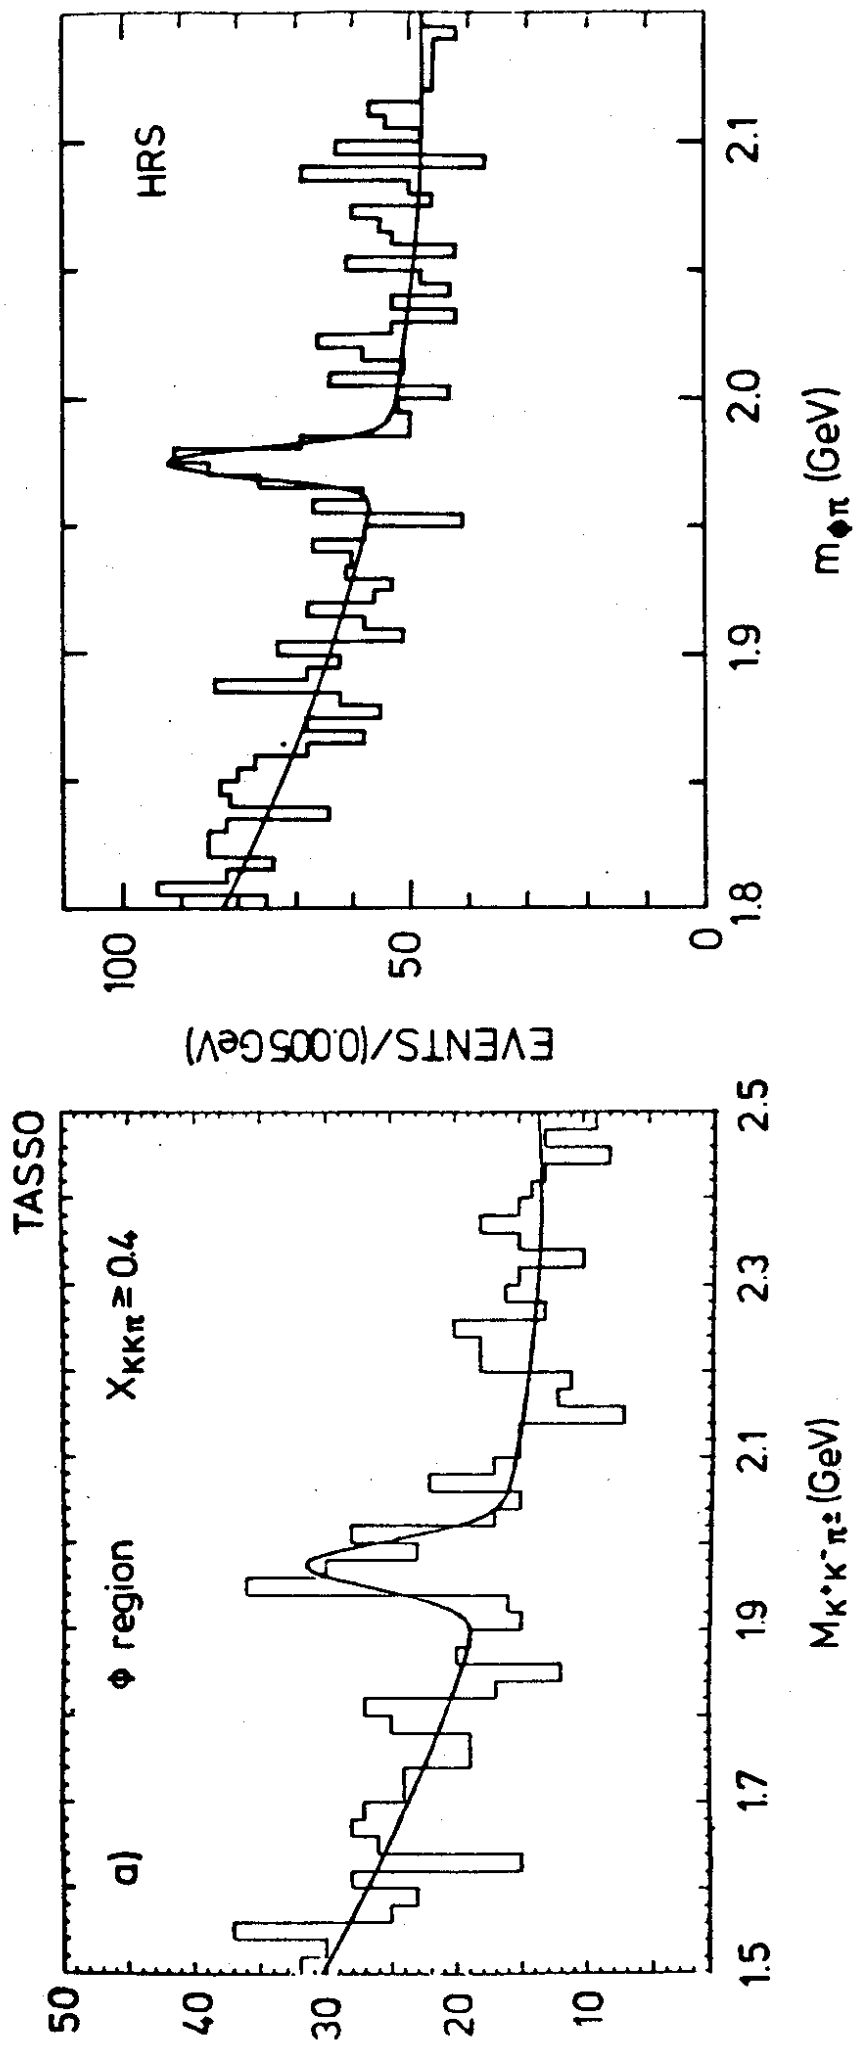 TASSO
a) Φ region X_KKπ ≥ 0.4
50
40
30
20
10
1.5 1.7 1.9 2.1 2.3 2.5
M_K⁺K⁻π± (GeV)
HRS
EVENTS/(0.005GeV)
100
50
0
1.8 1.9 2.0 2.1
m_Φπ (GeV)